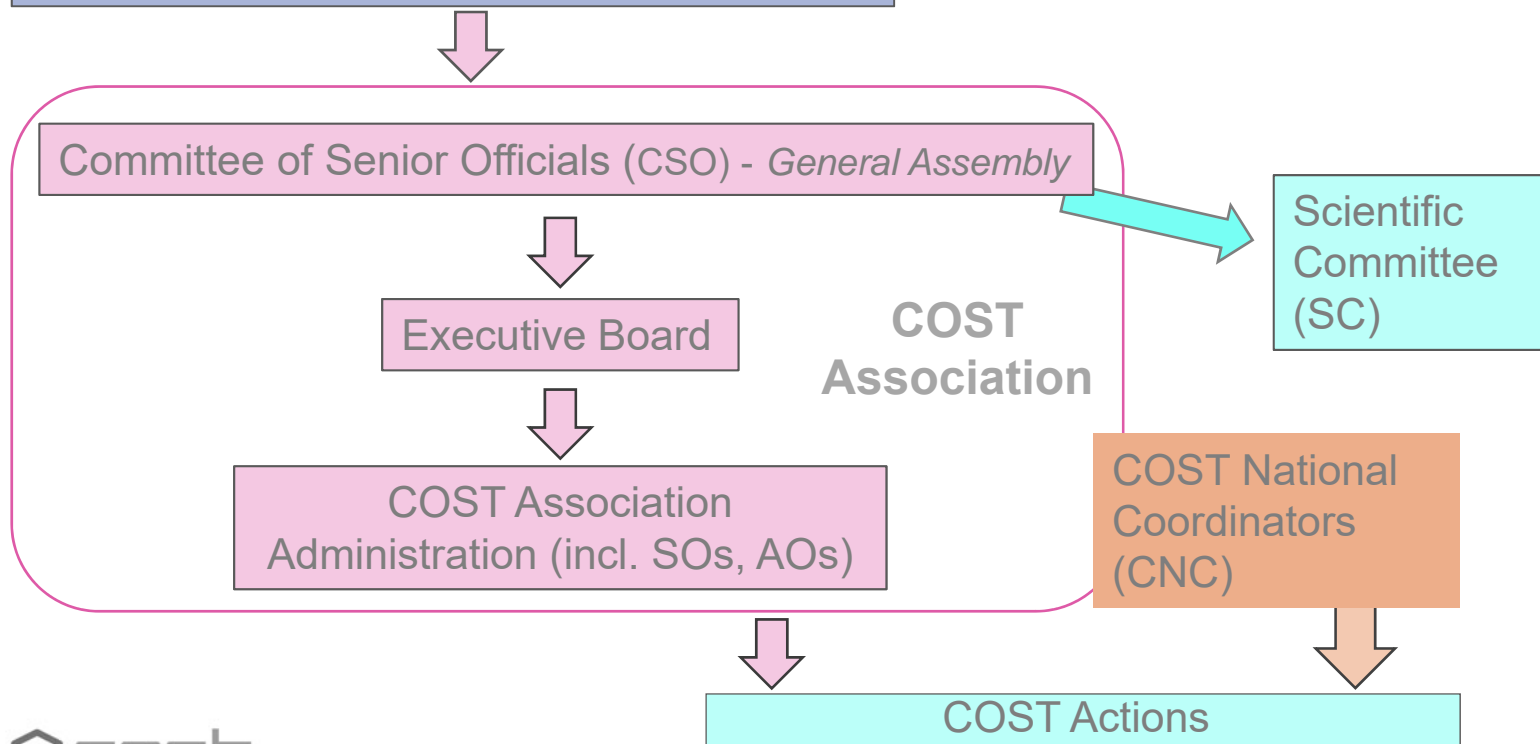 Committee of Senior Officials (CSO) - General Assembly
Scientific
Committee
(SC)
Executive Board
COST
Association
COST National
Coordinators
(CNC)
COST Association
Administration (incl. SOs, AOs)
COST Actions